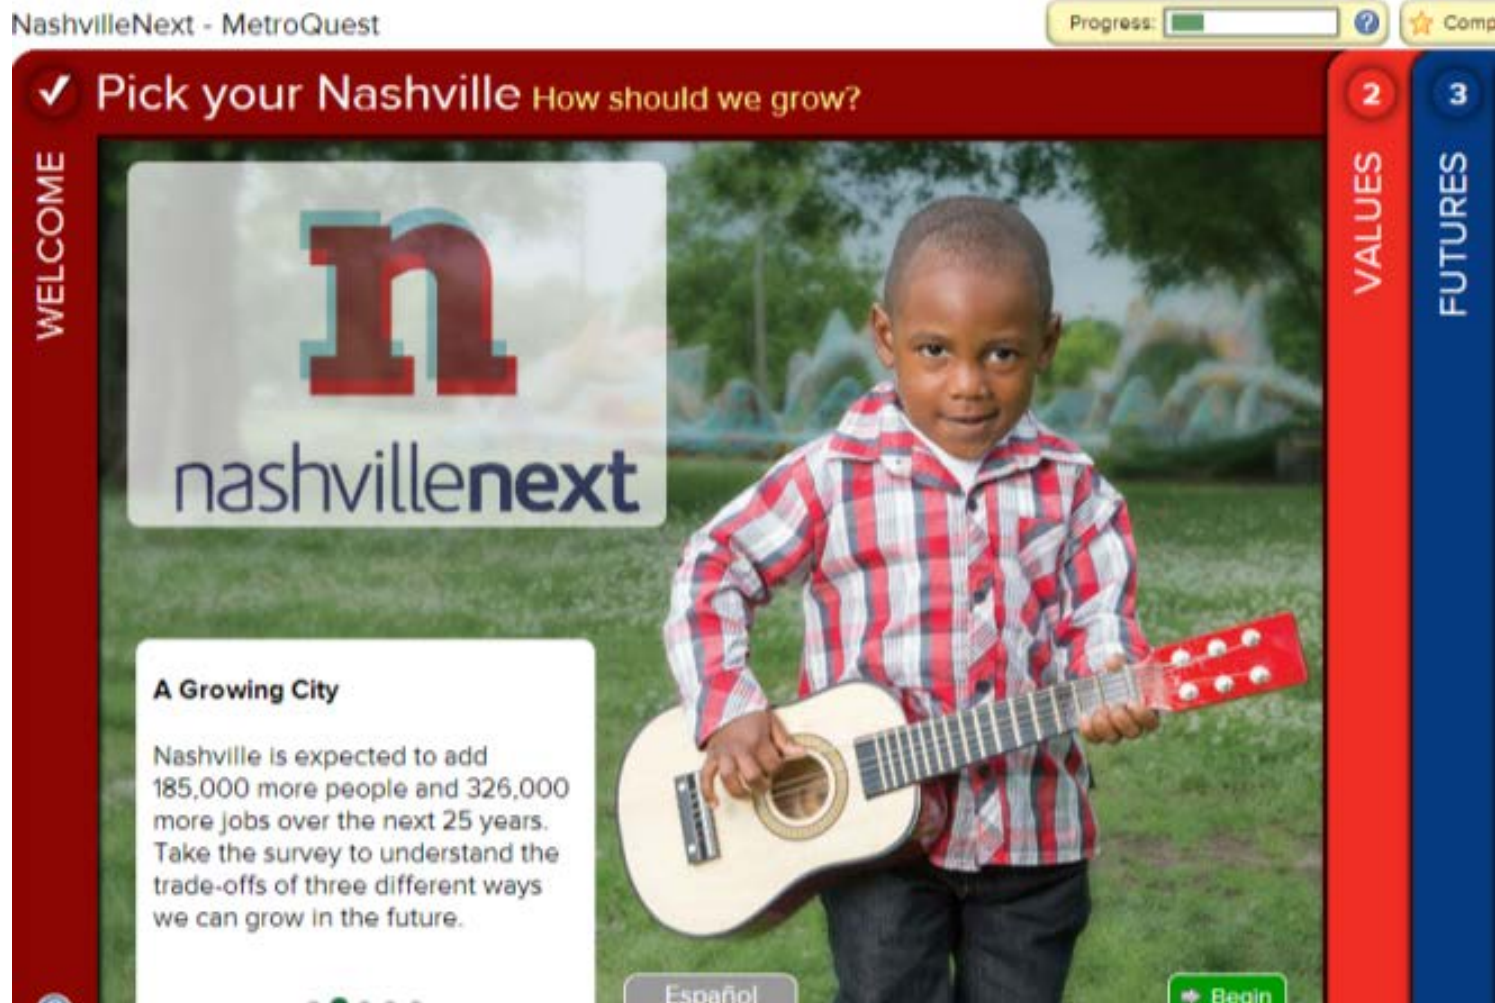 NashvilleNext - MetroQuest
Progress:
?
Comp
Pick your Nashville How should we grow?
WELCOME
2
VALUES
3
FUTURES
n
nashvillenext
A Growing City
Nashville is expected to add
185,000 more people and 326,000
more jobs over the next 25 years.
Take the survey to understand the
trade-offs of three different ways
we can grow in the future.
Español
Begin